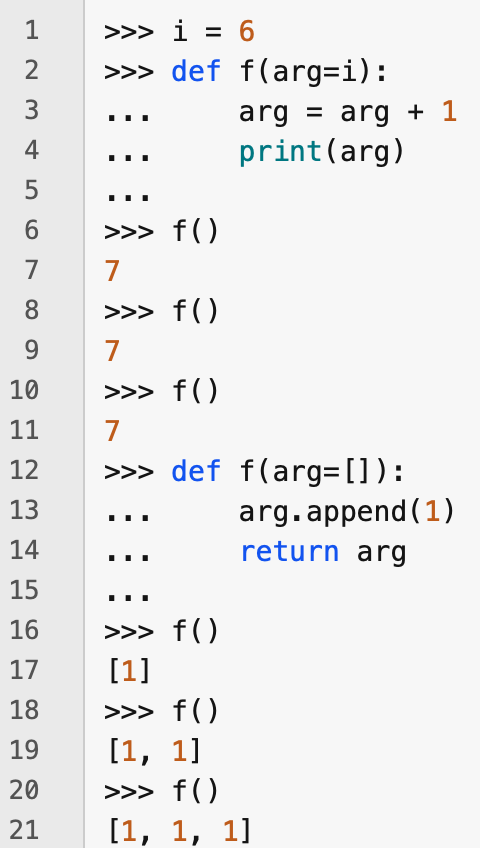 1 >>> i = 6
2 >>> def f(arg=i):
3 ...     arg = arg + 1
4 ...     print(arg)
5 ...
6 >>> f()
7 7
8 >>> f()
9 7
10 >>> f()
11 7
12 >>> def f(arg=[]):
13 ...     arg.append(1)
14 ...     return arg
15 ...
16 >>> f()
17 [1]
18 >>> f()
19 [1, 1]
20 >>> f()
21 [1, 1, 1]